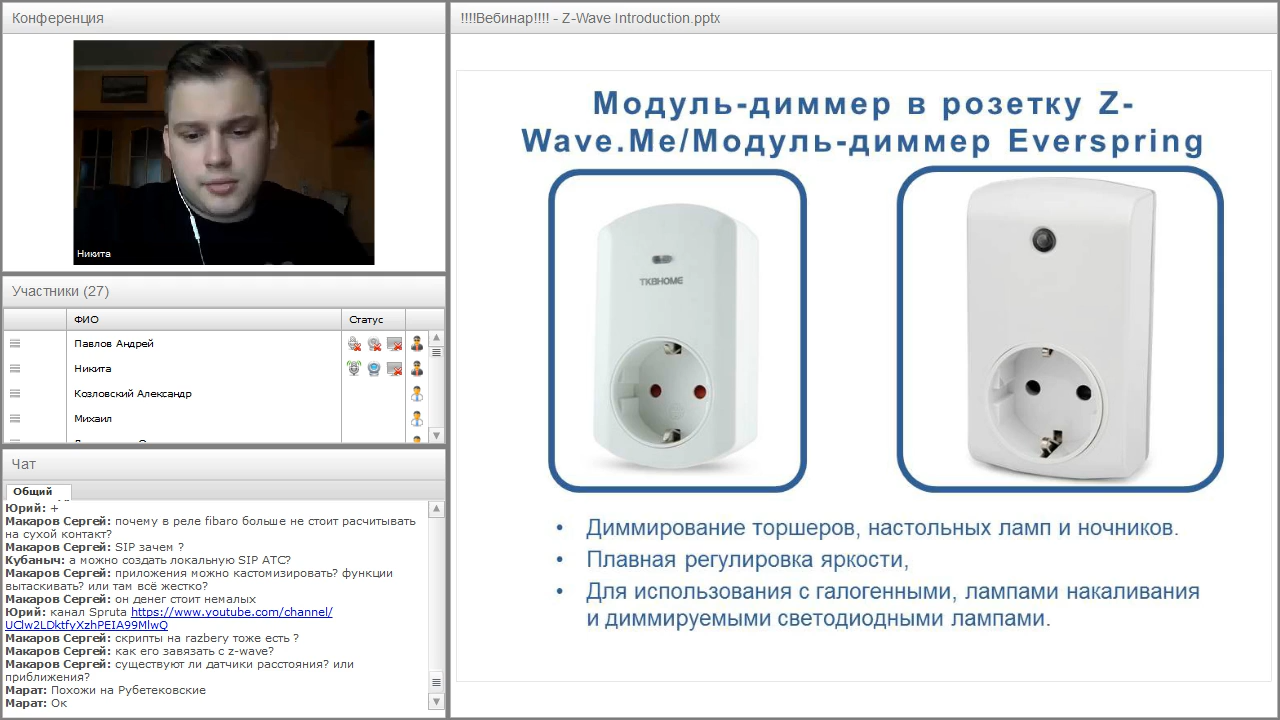 Конференция
Никита
Участники (27)
ФИО
Статус
Павлов Андрей
Никита
Козловский Александр
Михаил
Чат
Общий
Юрий: +
Макаров Сергей: почему в реле fibaro больше не стоит расчитывать
на сухой контакт?
Макаров Сергей: SIP зачем ?
Кубаныч: а можно создать локальную SIP АТС?
Макаров Сергей: приложения можно кастомизировать? функции
вытаскивать? или там всё жестко?
Макаров Сергей: он денег стоит немалых
Юрий: канал Spruta https://www.youtube.com/channel/
UClw2LDktfyXzhPEIA99MlwQ
Макаров Сергей: скрипты на razbery тоже есть ?
Макаров Сергей: как его завязать с z-wave?
Макаров Сергей: существуют ли датчики расстояния? или
приближения?
Марат: Похожи на Рубетековские
Марат: Ок
!!!!Вебинар!!!! - Z-Wave Introduction.pptx
Модуль-диммер в розетку Z-
Wave.Me/Модуль-диммер Everspring
TKBHOME
• Диммирование торшеров, настольных ламп и ночников.
• Плавная регулировка яркости,
• Для использования с галогенными, лампами накаливания
и диммируемыми светодиодными лампами.